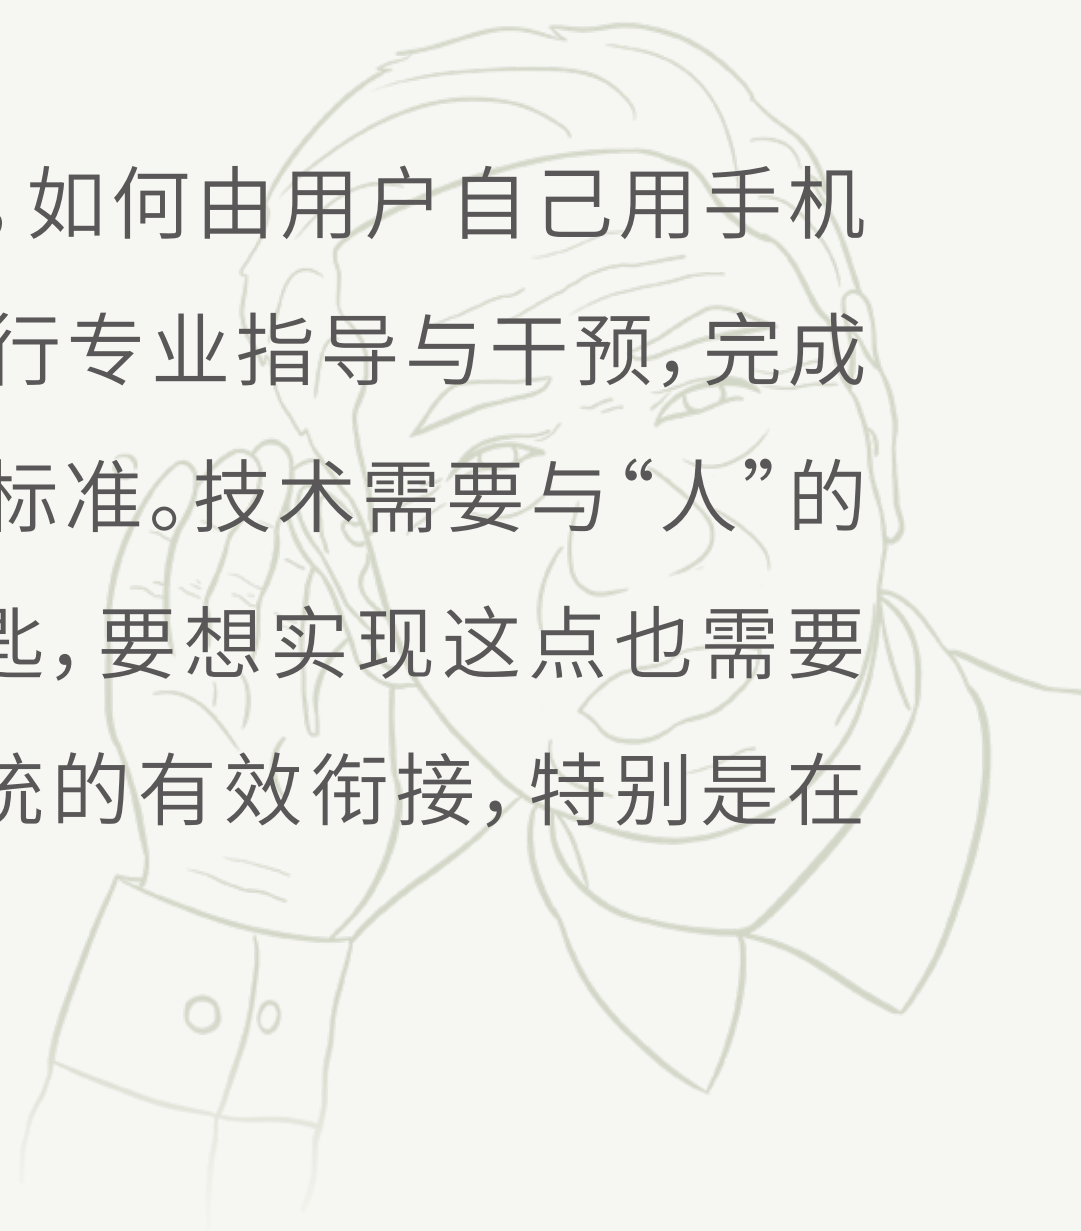 ，如何由用户自己用手机
行专业指导与干预，完成
标准。技术需要与“人”的
匙，要想实现这点也需要
统的有效衔接，特别是在